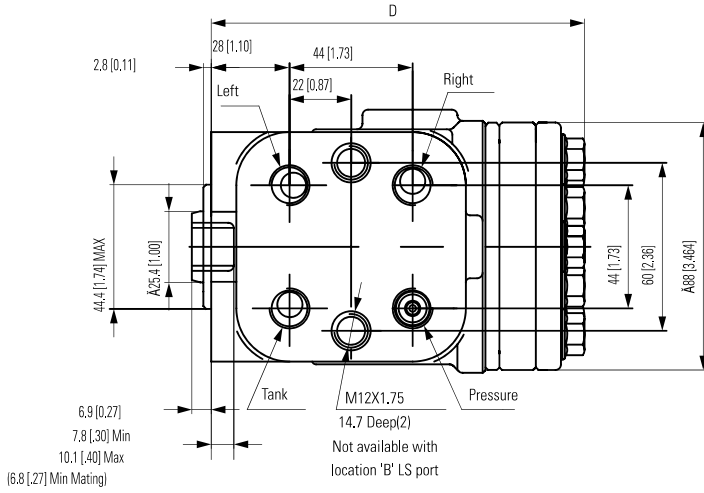 D
28 [1.10]
44 [1.73]
2.8 [0.11]
22 [0.87]
Left
Right
44.4 [1.74] MAX
Ä25.4 [1.00]
44 [1.73]
60 [2.36]
Ä88 [3.464]
Tank
M12X1.75
14.7 Deep(2)
Not available with
location 'B' LS port
Pressure
6.9 [0.27]
7.8 [.30] Min
10.1 [.40] Max
(6.8 [.27] Min Mating)